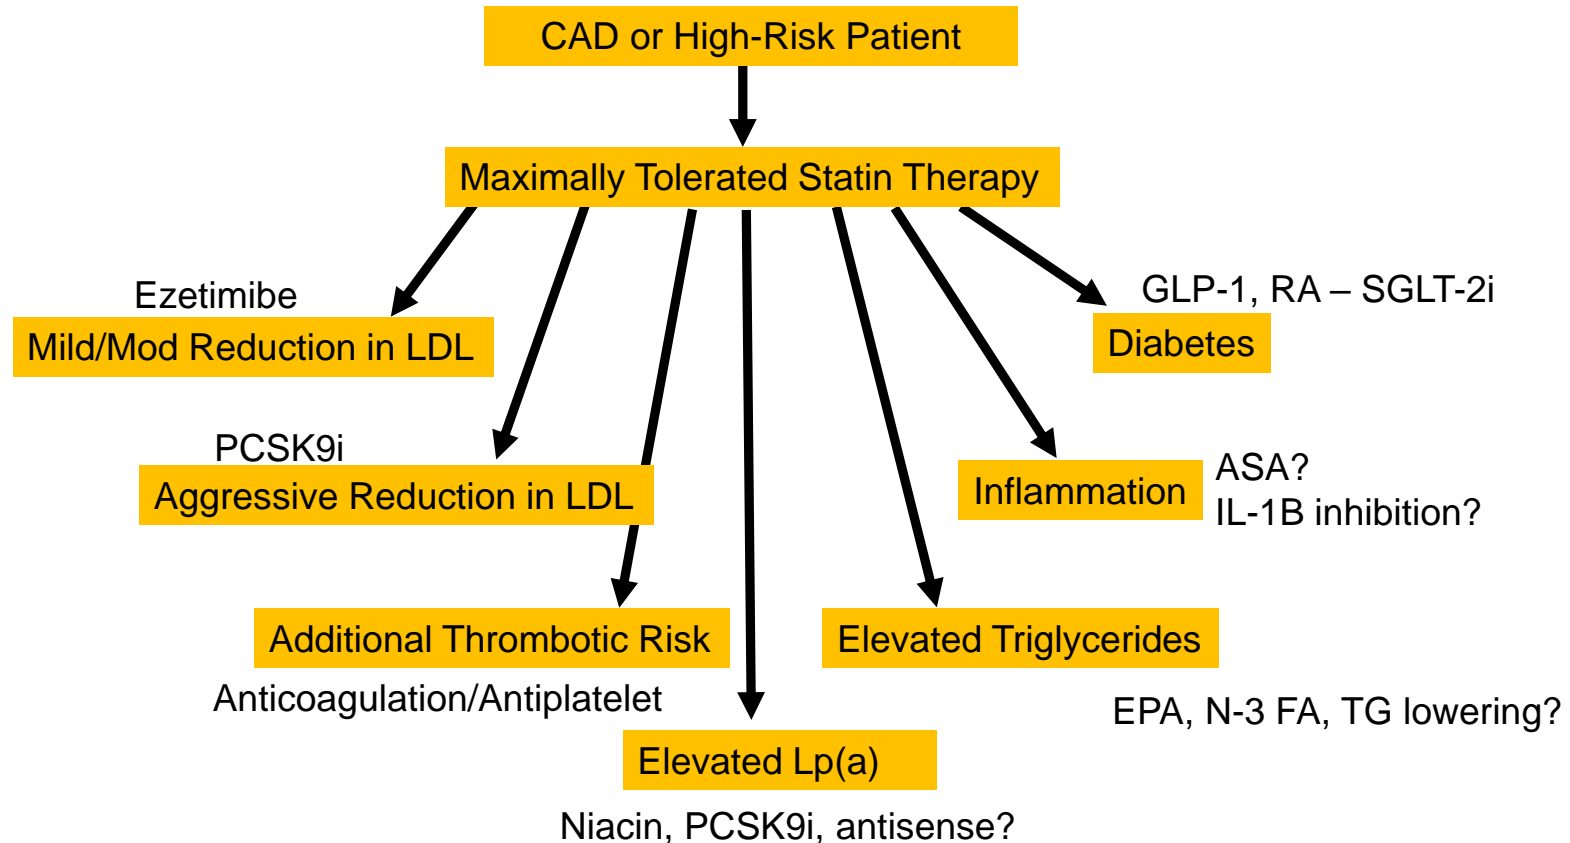 CAD or High-Risk Patient
Maximally Tolerated Statin Therapy
Ezetimibe
Mild/Mod Reduction in LDL
GLP-1, RA – SGLT-2i
Diabetes
PCSK9i
Aggressive Reduction in LDL
Inflammation
ASA?
IL-1B inhibition?
Additional Thrombotic Risk
Anticoagulation/Antiplatelet
Elevated Triglycerides
EPA, N-3 FA, TG lowering?
Elevated Lp(a)
Niacin, PCSK9i, antisense?